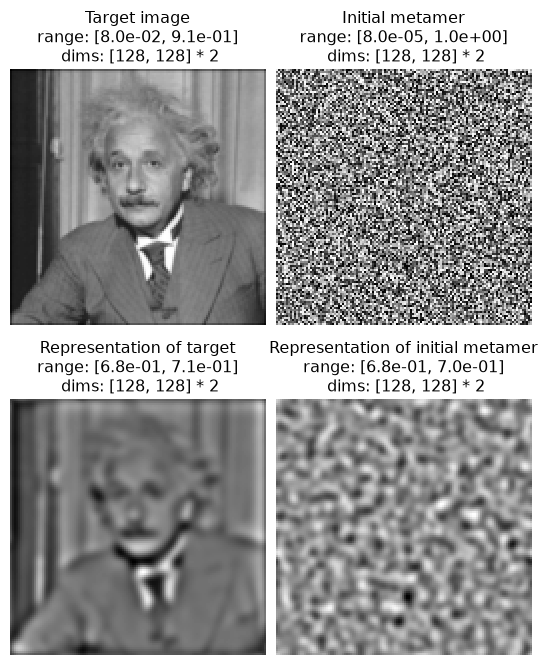 Target image
range: [8.0e-02, 9.1e-01]
dims: [128, 128] * 2
Initial metamer
range: [8.0e-05, 1.0e+00]
dims: [128, 128] * 2
Representation of target
range: [6.8e-01, 7.1e-01]
dims: [128, 128] * 2
Representation of initial metamer
range: [6.8e-01, 7.0e-01]
dims: [128, 128] * 2